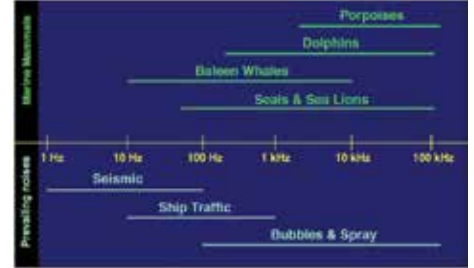 Marine Mammals
Porpoises
Dolphins
Baleen Whales
Seals & Sea Lions
1 Hz 10 Hz 100 Hz 1 kHz 10 kHz 100 kHz
Prevailing noises
Seismic
Ship Traffic
Bubbles & Spray